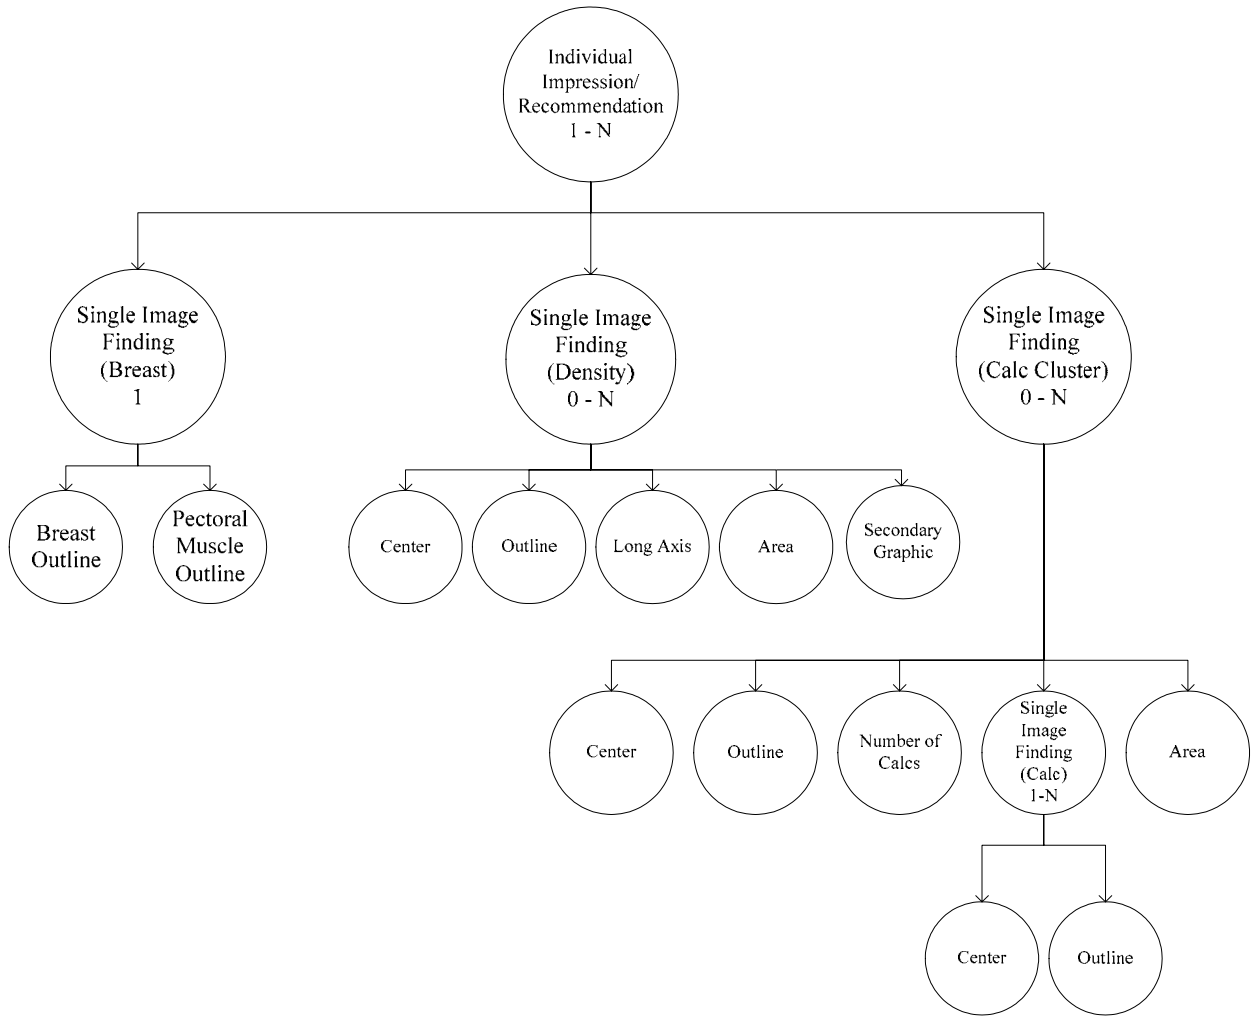 Individual
Impression/
Recommendation
1 - N
Single Image
Finding
(Breast)
1
Single Image
Finding
(Density)
0 - N
Single Image
Finding
(Calc Cluster)
0 - N
Breast
Outline
Pectoral
Muscle
Outline
Center
Outline
Long Axis
Area
Secondary
Graphic
Center
Outline
Number of
Calcs
Single
Image
Finding
(Calc)
1-N
Area
Center
Outline